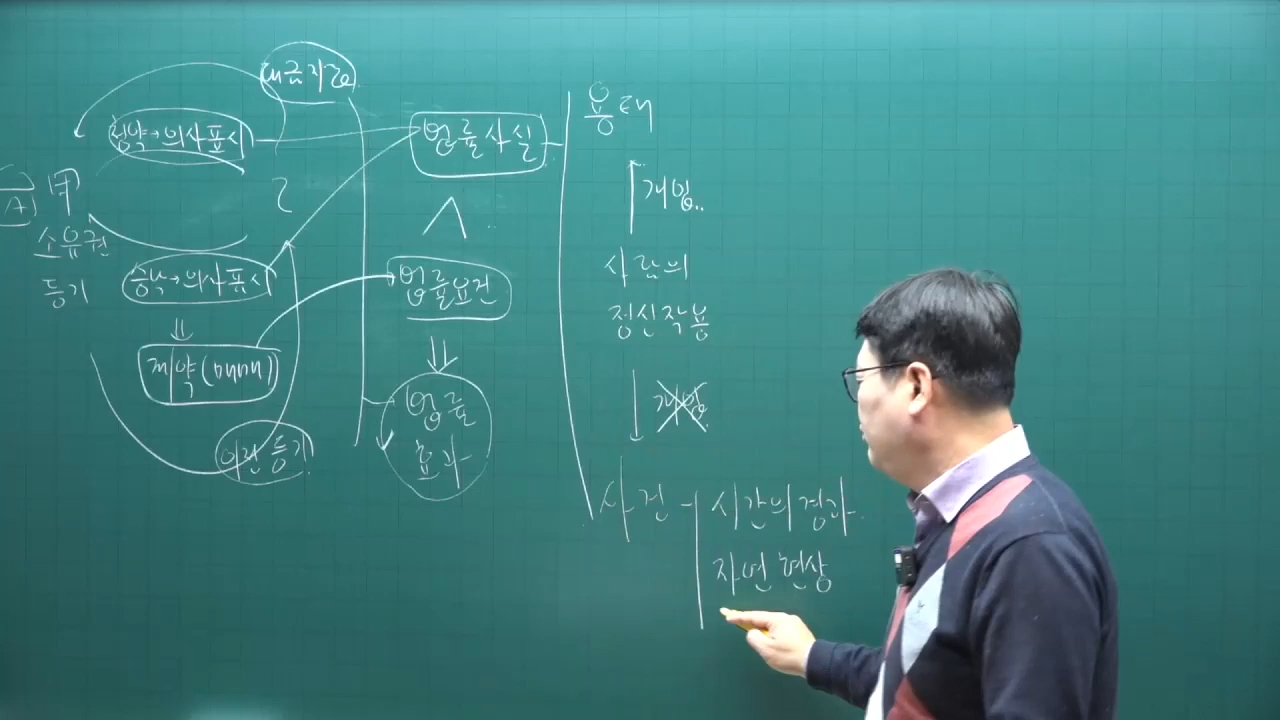 대금지급
청약→의사표시
甲
A
소유권
등기
승낙→의사표시
계약(매매)
이전등기
법률사실
∧
법률요건
⇓
법률
효과
용태
개입..
사람의
정신작용
개입
사건
시간의 경과
자연현상